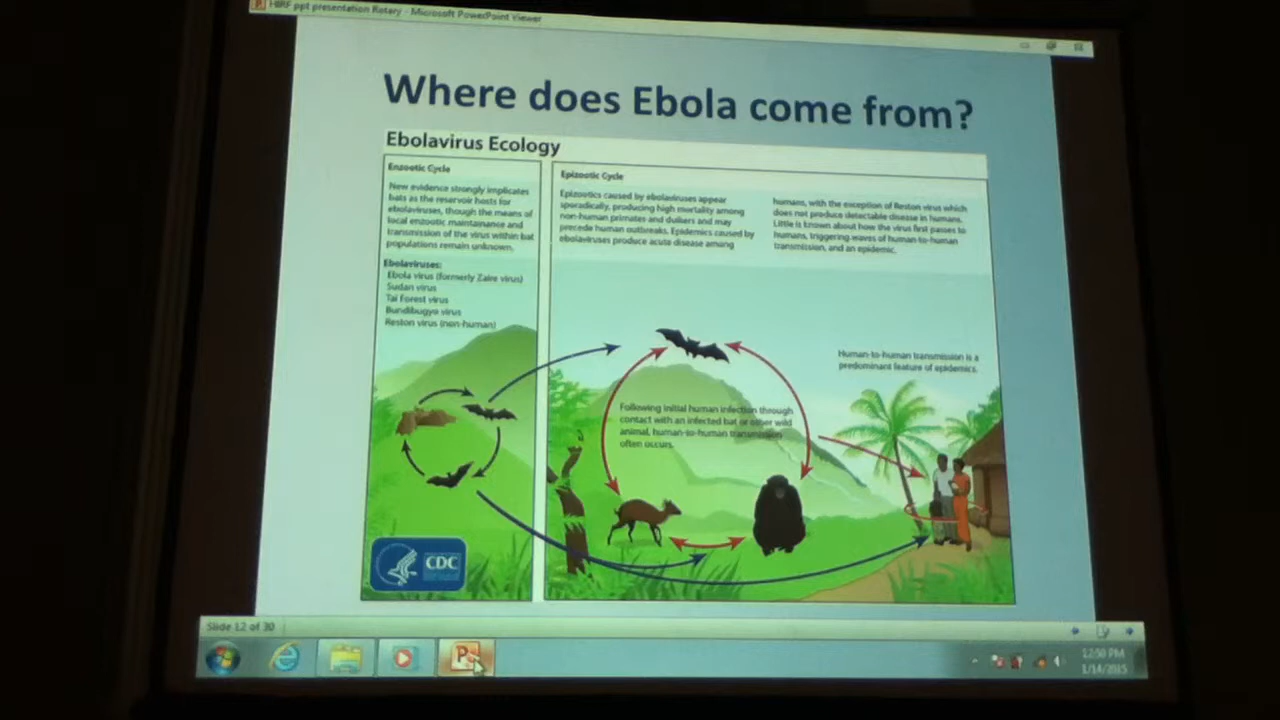 HIRF ppt presentation Rotary - Microsoft PowerPoint Viewer
Where does Ebola come from?
Ebolavirus Ecology
Enzootic Cycle
New evidence strongly implicates
bats as the reservoir hosts for
ebolaviruses, though the means of
local enzootic maintainance and
transmission of the virus within bat
populations remain unknown.
Ebolaviruses:
Ebola virus (formerly Zaire virus)
Sudan virus
Taï Forest virus
Bundibugyo virus
Reston virus (non-human)
Epizootic Cycle
Epizootics caused by ebolaviruses appear
sporadically, producing high mortality among
non-human primates and duikers and may
precede human outbreaks. Epidemics caused by
ebolaviruses produce acute disease among
humans, with the exception of Reston virus which
does not produce detectable disease in humans.
Little is known about how the virus first passes to
humans, triggering waves of human-to-human
transmission, and an epidemic.
Human-to-human transmission is a
predominant feature of epidemics.
Following initial human infection through
contact with an infected bat or other wild
animal, human-to-human transmission
often occurs.
CDC
Slide 12 of 30
12:50 PM
1/14/2015